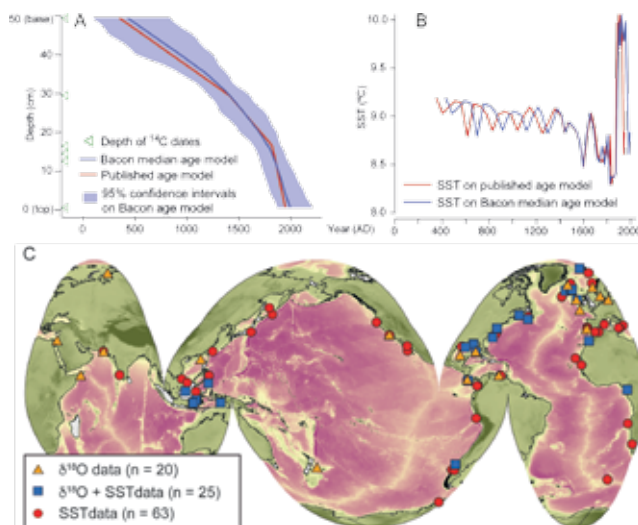 A
50 (base)
40
30
20
10
0 (top)
Depth (cm)
Depth of ¹⁴C dates
Bacon median age model
Published age model
95% confidence intervals
on Bacon age model
500
1000
1500
2000
Year (AD)
B
10.0
9.5
9.0
8.5
8.0
SST (°C)
SST on published age model
SST on Bacon median age model
400
800
1200
1600
2000
C
δ¹⁸O data (n = 20)
δ¹⁸O + SSTdata (n = 25)
SSTdata (n = 63)